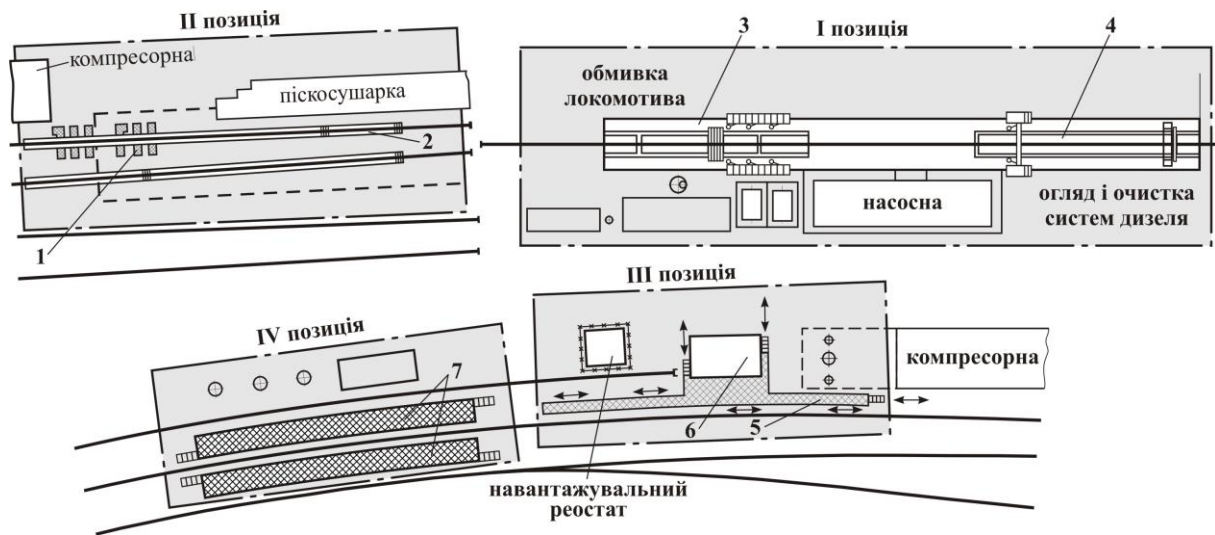 II позиція
компресорна
піскосушарка
2
1
I позиція
3
4
обмивка
локомотива
насосна
огляд і очистка
систем дизеля
III позиція
компресорна
6
5
навантажувальний
реостат
IV позиція
7